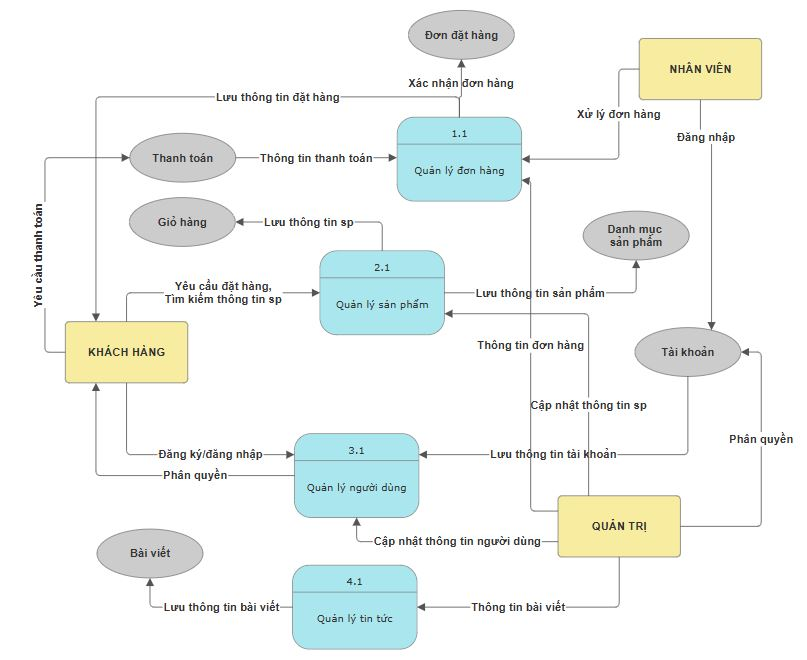 Đơn đặt hàng
NHÂN VIÊN
Xác nhận đơn hàng
Lưu thông tin đặt hàng
Xử lý đơn hàng
1.1
Đăng nhập
Thanh toán
Thông tin thanh toán
Quản lý đơn hàng
Giỏ hàng
Lưu thông tin sp
Danh mục
sản phẩm
Yêu cầu thanh toán
2.1
Yêu cầu đặt hàng,
Tìm kiếm thông tin sp
Quản lý sản phẩm
Lưu thông tin sản phẩm
Thông tin đơn hàng
KHÁCH HÀNG
Tài khoản
Cập nhật thông tin sp
Phân quyền
3.1
Đăng ký/đăng nhập
Lưu thông tin tài khoản
Phân quyền
Quản lý người dùng
QUẢN TRỊ
Cập nhật thông tin người dùng
Bài viết
4.1
Lưu thông tin bài viết
Thông tin bài viết
Quản lý tin tức